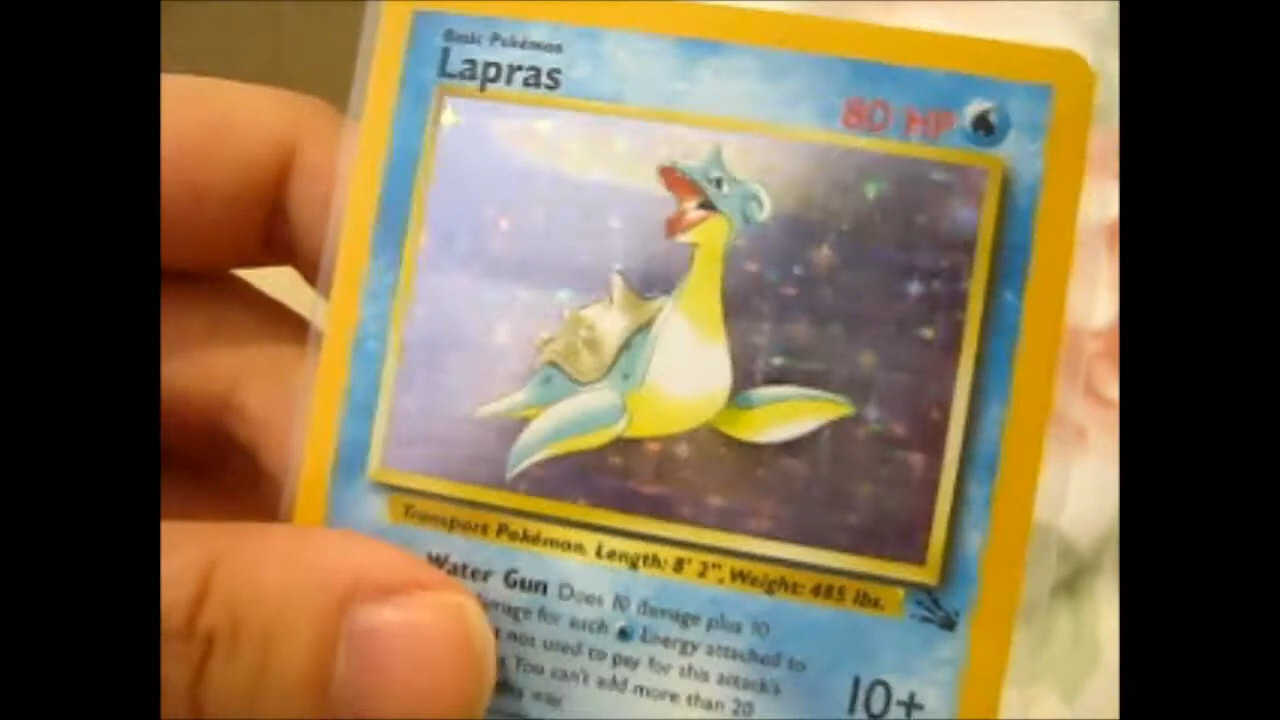 Basic Pokémon
Lapras
80 HP
Transport Pokémon. Length: 8' 2", Weight: 485 lbs.
Water Gun Does 10 damage plus 10
damage for each Energy attached to
not used to pay for this attack's
You can't add more than 20
way
10+